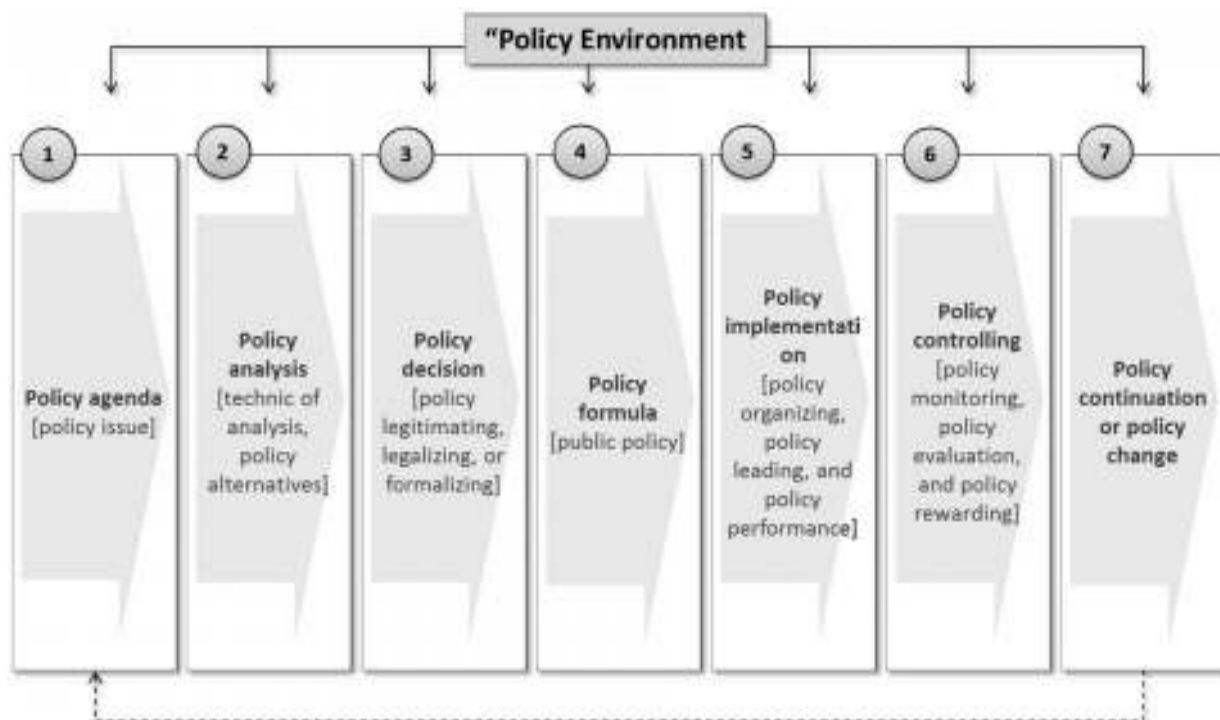 “Policy Environment
1
2
3
4
5
6
7
Policy agenda
[policy issue]
Policy
analysis
[technic of
analysis,
policy
alternatives]
Policy
decision
[policy
legitimating,
legalizing, or
formalizing]
Policy
formula
[public policy]
Policy
implementati
on
[policy
organizing,
policy
leading, and
policy
performance]
Policy
controlling
[policy
monitoring,
policy
evaluation,
and policy
rewarding]
Policy
continuation
or policy
change